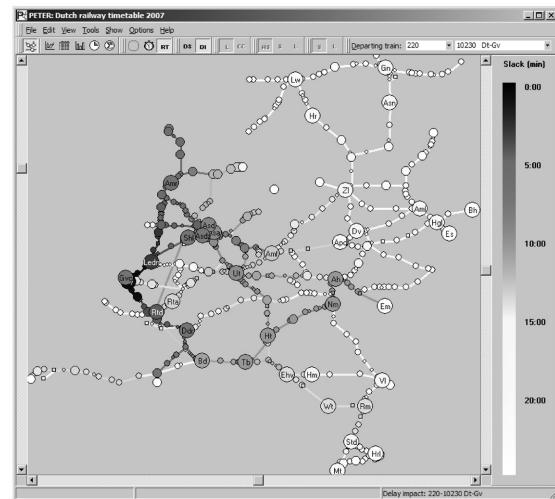 PETER: Dutch railway timetable 2007
File Edit View Tools Show Options Help
RT D$ DI L CC L L Departing train: 220 10230 Dt-Gv
Slack (min)
0:00
5:00
10:00
15:00
20:00
Lw
Gn
Hr
Asn
Amr
Zl
Bh
Aml
Hgl
Es
Shl
Asd
Dv
Apd
Ledn
Ut
Amf
Gvc
Rta
Ah
Em
Rtd
Nm
Ddr
Ht
Bd
Tb
Ehv
Hm
Vl
Wt
Rm
Std
Hrl
Mt
Delay impact: 220-10230 Dt-Gv